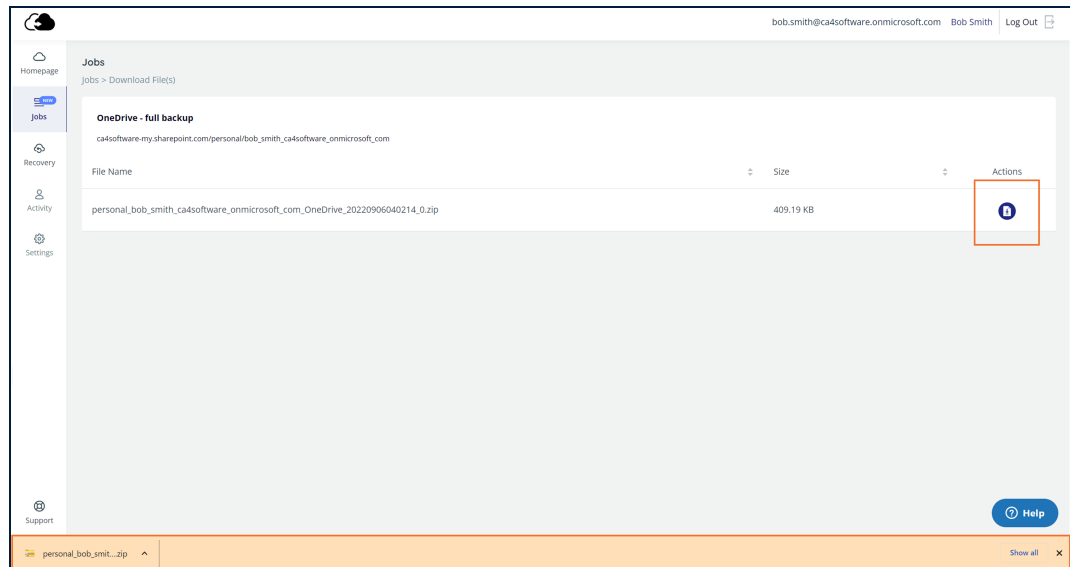 bob.smith@ca4software.onmicrosoft.com Bob Smith Log Out
Homepage
Jobs
Jobs > Download File(s)
NEW
Jobs
OneDrive - full backup
ca4software-my.sharepoint.com/personal/bob_smith_ca4software_onmicrosoft_com
Recovery
File Name Size Actions
Activity
personal_bob_smith_ca4software_onmicrosoft_com_OneDrive_20220906040214_0.zip 409.19 KB
Settings
Support
Help
personal_bob_smit...zip Show all